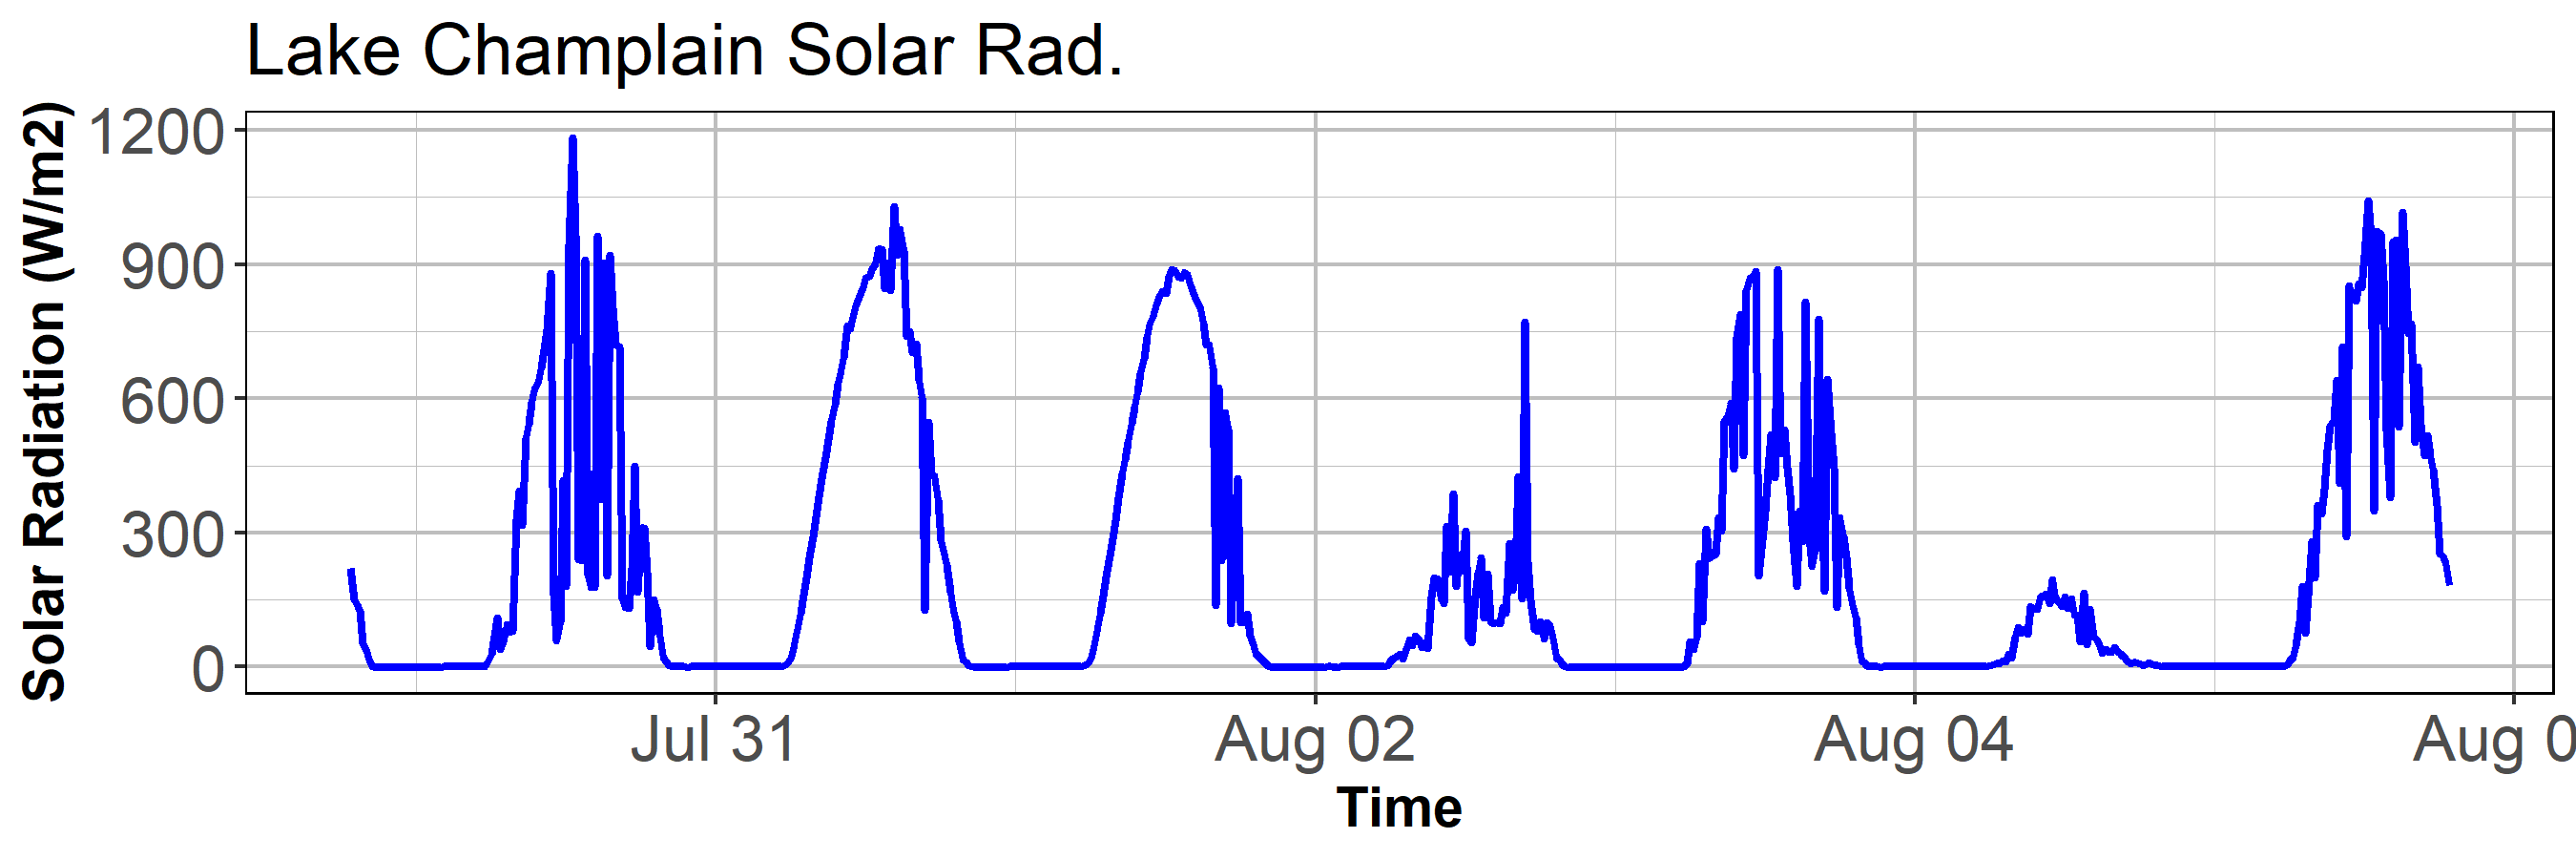 Lake Champlain Solar Rad.
Solar Radiation (W/m2)
1200
900
600
300
0
Jul 31 Aug 02 Aug 04 Aug 0
Time